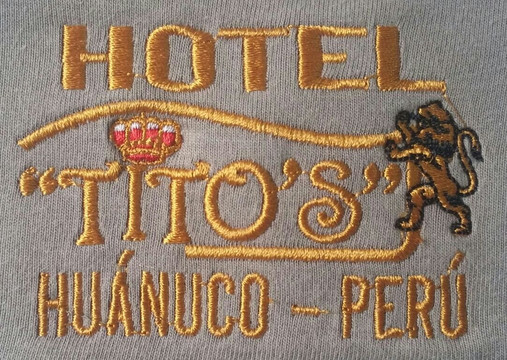 HOTEL
"TITO'S"
HUÁNUCO - PERÚ